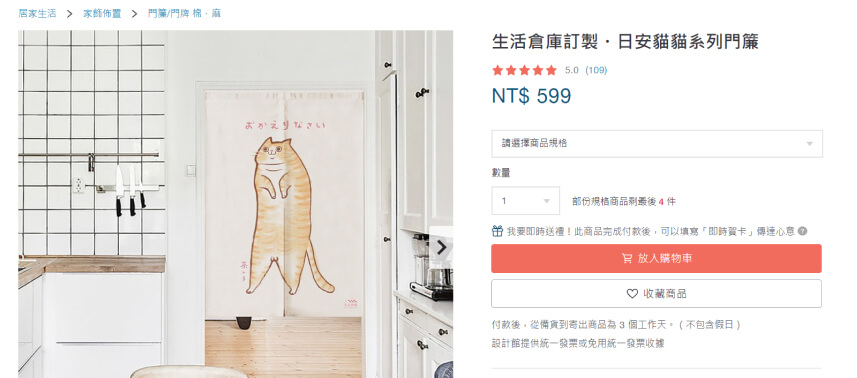 居家生活 > 家飾佈置 > 門簾/門牌 棉・麻
生活倉庫訂製・日安貓貓系列門簾
5.0 (109)
NT$ 599
請選擇商品規格
數量
1 部份規格商品剩最後 4 件
我要即時送禮！此商品完成付款後，可以填寫「即時賀卡」傳達心意 ?
放入購物車
收藏商品
付款後，從備貨到寄出商品為 3 個工作天。（不包含假日）
設計館提供統一發票或免用統一發票收據
おかえりなさい